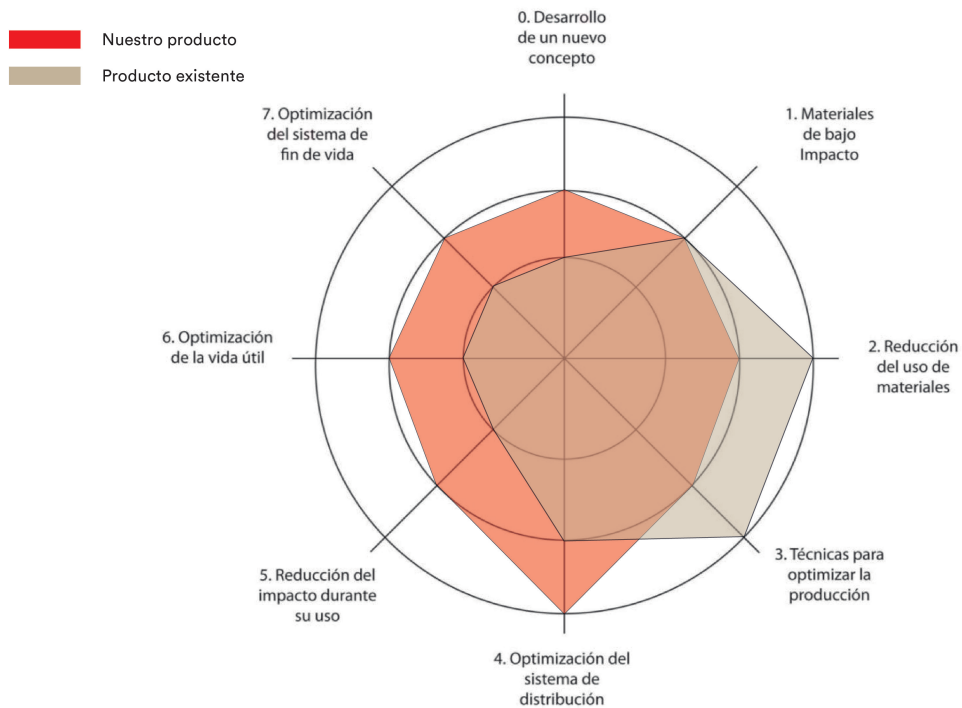 Nuestro producto
Producto existente
0. Desarrollo
de un nuevo
concepto
1. Materiales
de bajo
Impacto
2. Reducción
del uso de
materiales
3. Técnicas para
optimizar la
producción
4. Optimización del
sistema de
distribución
5. Reducción del
impacto durante
su uso
6. Optimización
de la vida útil
7. Optimización
del sistema de
fin de vida